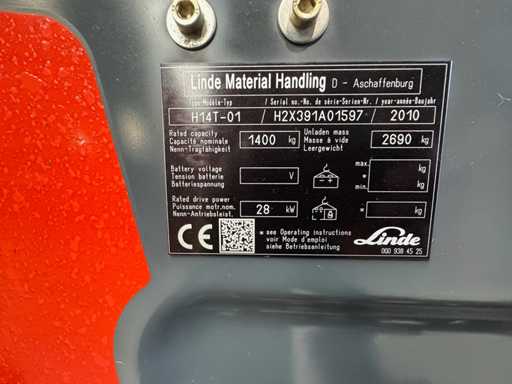 Linde Material Handling D - Aschaffenburg
Type-Modéle-Typ / Serial no.-No. de série-Serien-Nr. / year-année-Baujahr
H14T-01 / H2X391A01597 / 2010
Rated capacity
Capacité nominale
Nenn-Tragfähigkeit
1400 kg
Unladen mass
Masse à vide
Leergewicht
2690 kg
Battery voltage
Tension batterie
Batteriespannung
V
max. kg
*
min. kg
Rated drive power
Puissance motr.nom.
Nenn-Antriebsleist.
28 kW
* kg
CE
* see Operating instructions
voir Mode d'emploi
siehe Betriebsanleitung
Linde
000 938 45 25